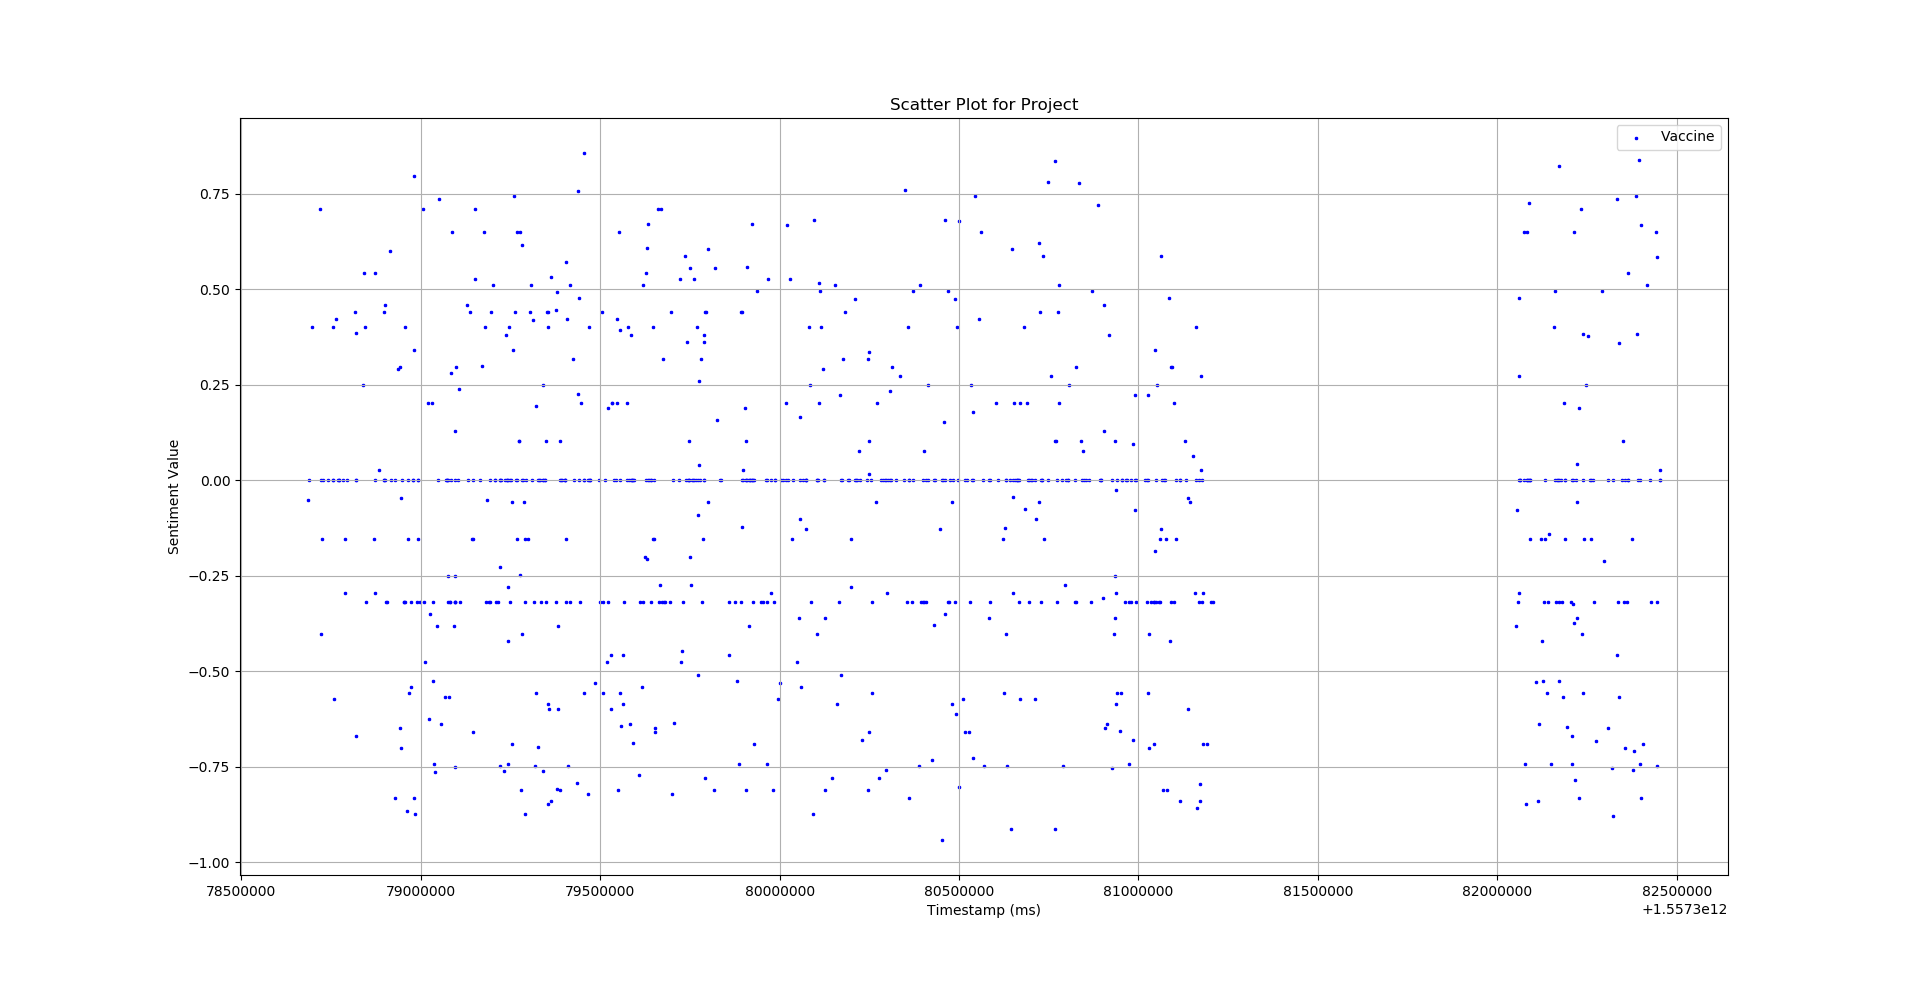 Scatter Plot for Project
Vaccine
Sentiment Value
0.75
0.50
0.25
0.00
−0.25
−0.50
−0.75
−1.00
78500000 79000000 79500000 80000000 80500000 81000000 81500000 82000000 82500000
Timestamp (ms)
+1.5573e12